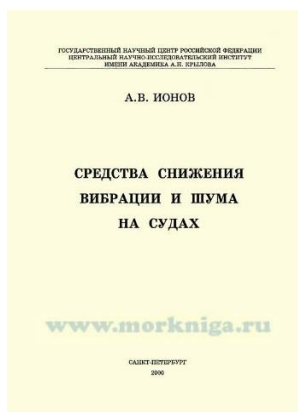 ГОСУДАРСТВЕННЫЙ НАУЧНЫЙ ЦЕНТР РОССИЙСКОЙ ФЕДЕРАЦИИ
ЦЕНТРАЛЬНЫЙ НАУЧНО-ИССЛЕДОВАТЕЛЬСКИЙ ИНСТИТУТ
ИМЕНИ АКАДЕМИКА А.Н. КРЫЛОВА
А.В. ИОНОВ
СРЕДСТВА СНИЖЕНИЯ
ВИБРАЦИИ И ШУМА
НА СУДАХ
www.morkniga.ru
САНКТ-ПЕТЕРБУРГ
2000